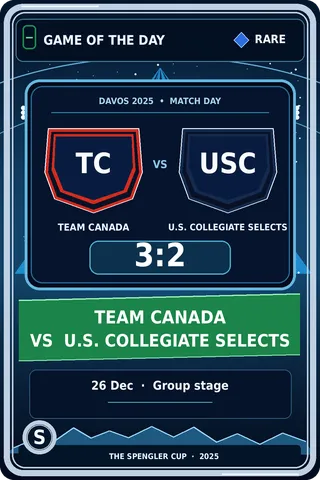 GAME OF THE DAY
RARE
DAVOS 2025 • MATCH DAY
TC VS USC
TEAM CANADA
U.S. COLLEGIATE SELECTS
3:2
TEAM CANADA
VS U.S. COLLEGIATE SELECTS
26 Dec · Group stage
S
THE SPENGLER CUP · 2025